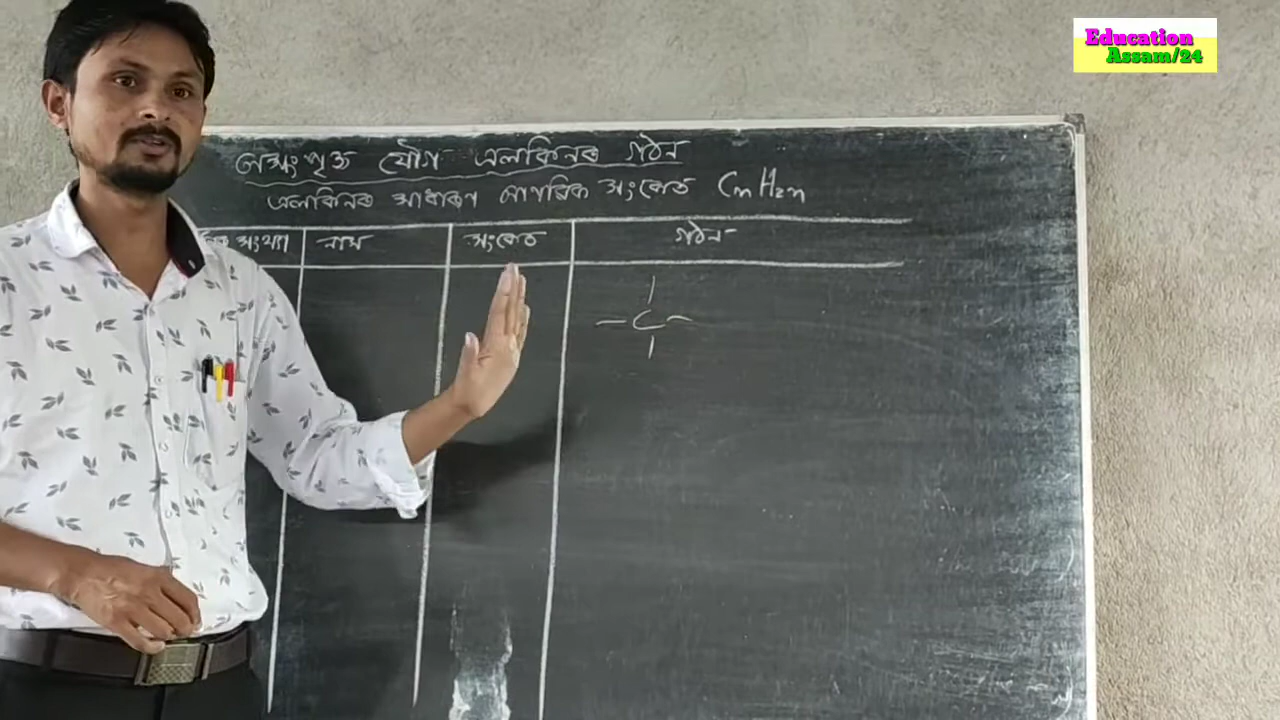 Education
Assam/24
অসংপৃক্ত যৌগ এলকিনৰ গঠন
এলকিনৰ সাধাৰণ ৰাসায়নিক সংকেত CnH2n
সংখ্যা নাম সংকেত গঠন
C